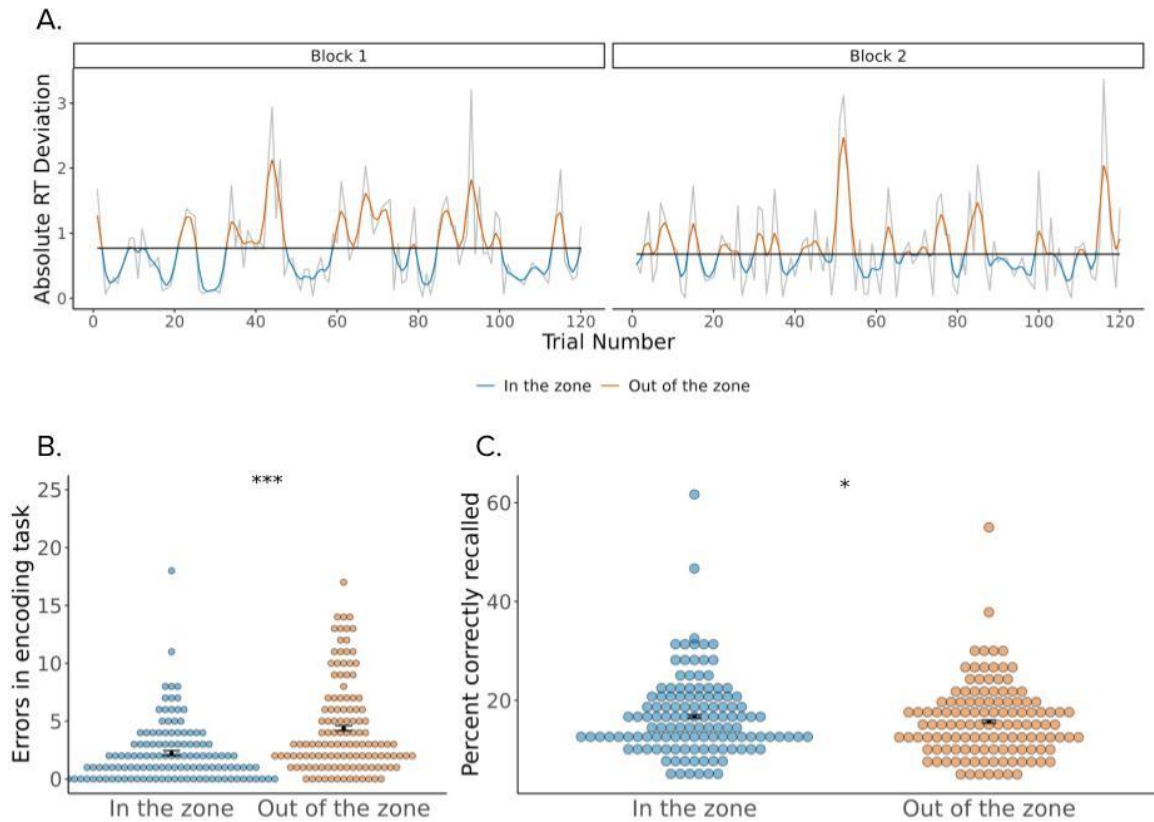 A.
Block 1
Block 2
Absolute RT Deviation
3
2
1
0
0 20 40 60 80 100 120
0 20 40 60 80 100 120
Trial Number
In the zone Out of the zone
B.
***
Errors in encoding task
25
20
15
10
5
0
In the zone Out of the zone
C.
*
Percent correctly recalled
60
40
20
In the zone Out of the zone